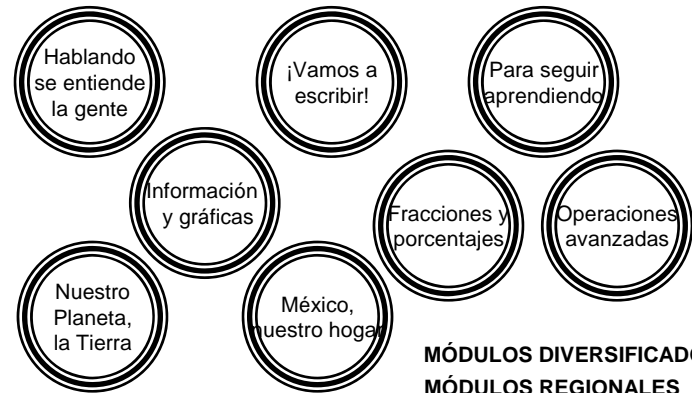 Hablando
se entiende
la gente
¡Vamos a
escribir!
Para seguir
aprendiendo
Información
y gráficas
Fracciones y
porcentajes
Operaciones
avanzadas
Nuestro
Planeta,
la Tierra
México,
nuestro hogar
MÓDULOS
MÓDULOS REGIONALES